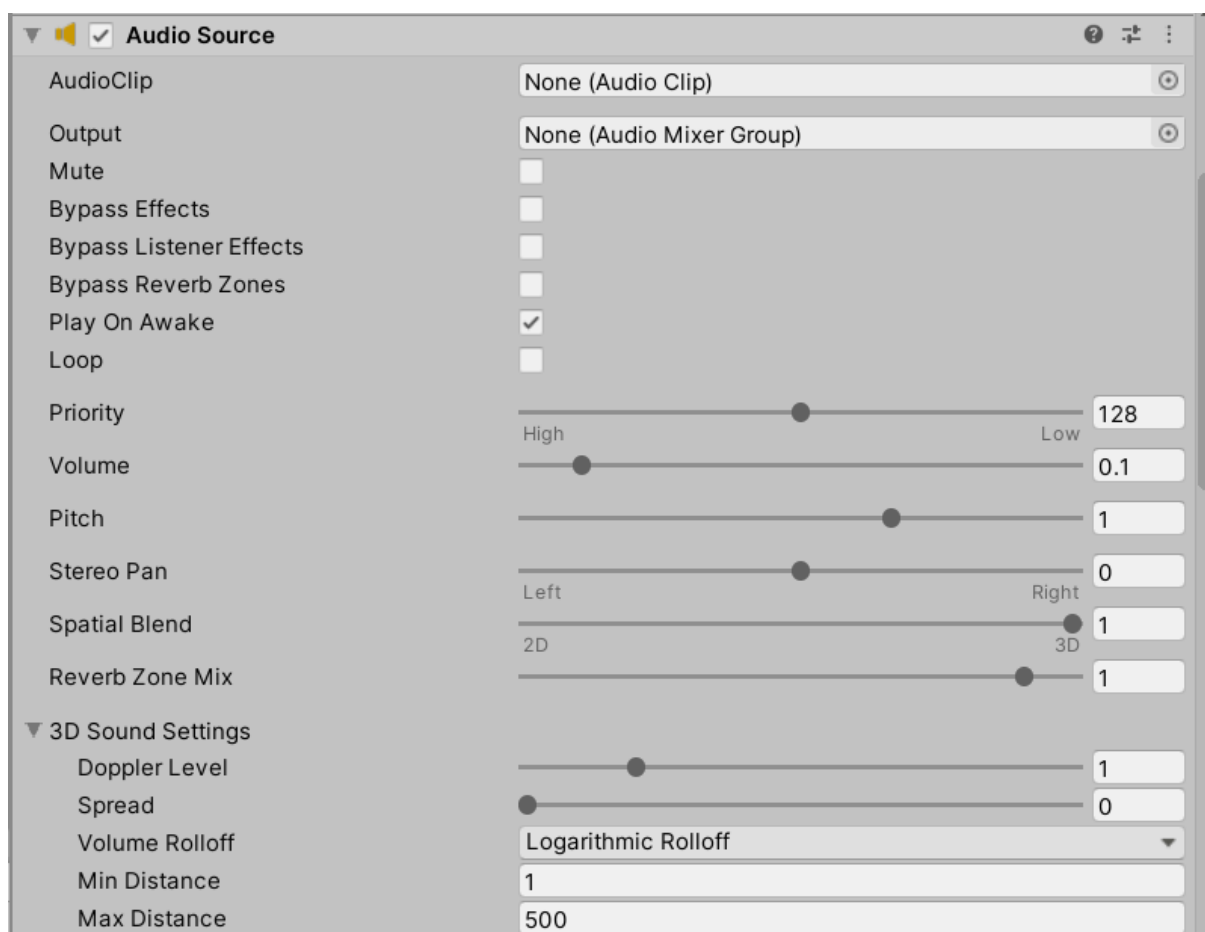 Audio Source
AudioClip None (Audio Clip)
Output None (Audio Mixer Group)
Mute
Bypass Effects
Bypass Listener Effects
Bypass Reverb Zones
Play On Awake
Loop
Priority 128
High Low
Volume 0.1
Pitch 1
Stereo Pan 0
Left Right
Spatial Blend 1
2D 3D
Reverb Zone Mix 1
3D Sound Settings
Doppler Level 1
Spread 0
Volume Rolloff Logarithmic Rolloff
Min Distance 1
Max Distance 500